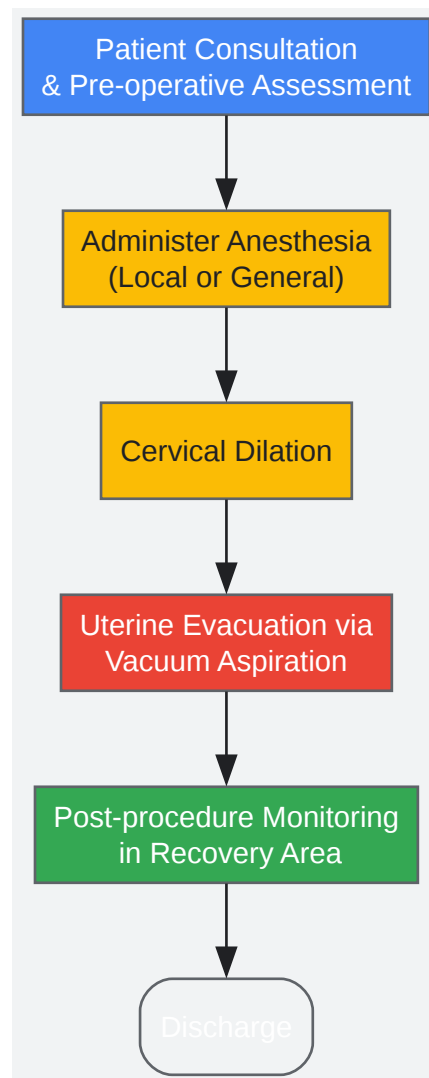 Patient Consultation
& Pre-operative Assessment
Administer Anesthesia
(Local or General)
Cervical Dilation
Uterine Evacuation via
Vacuum Aspiration
Post-procedure Monitoring
in Recovery Area
Discharge